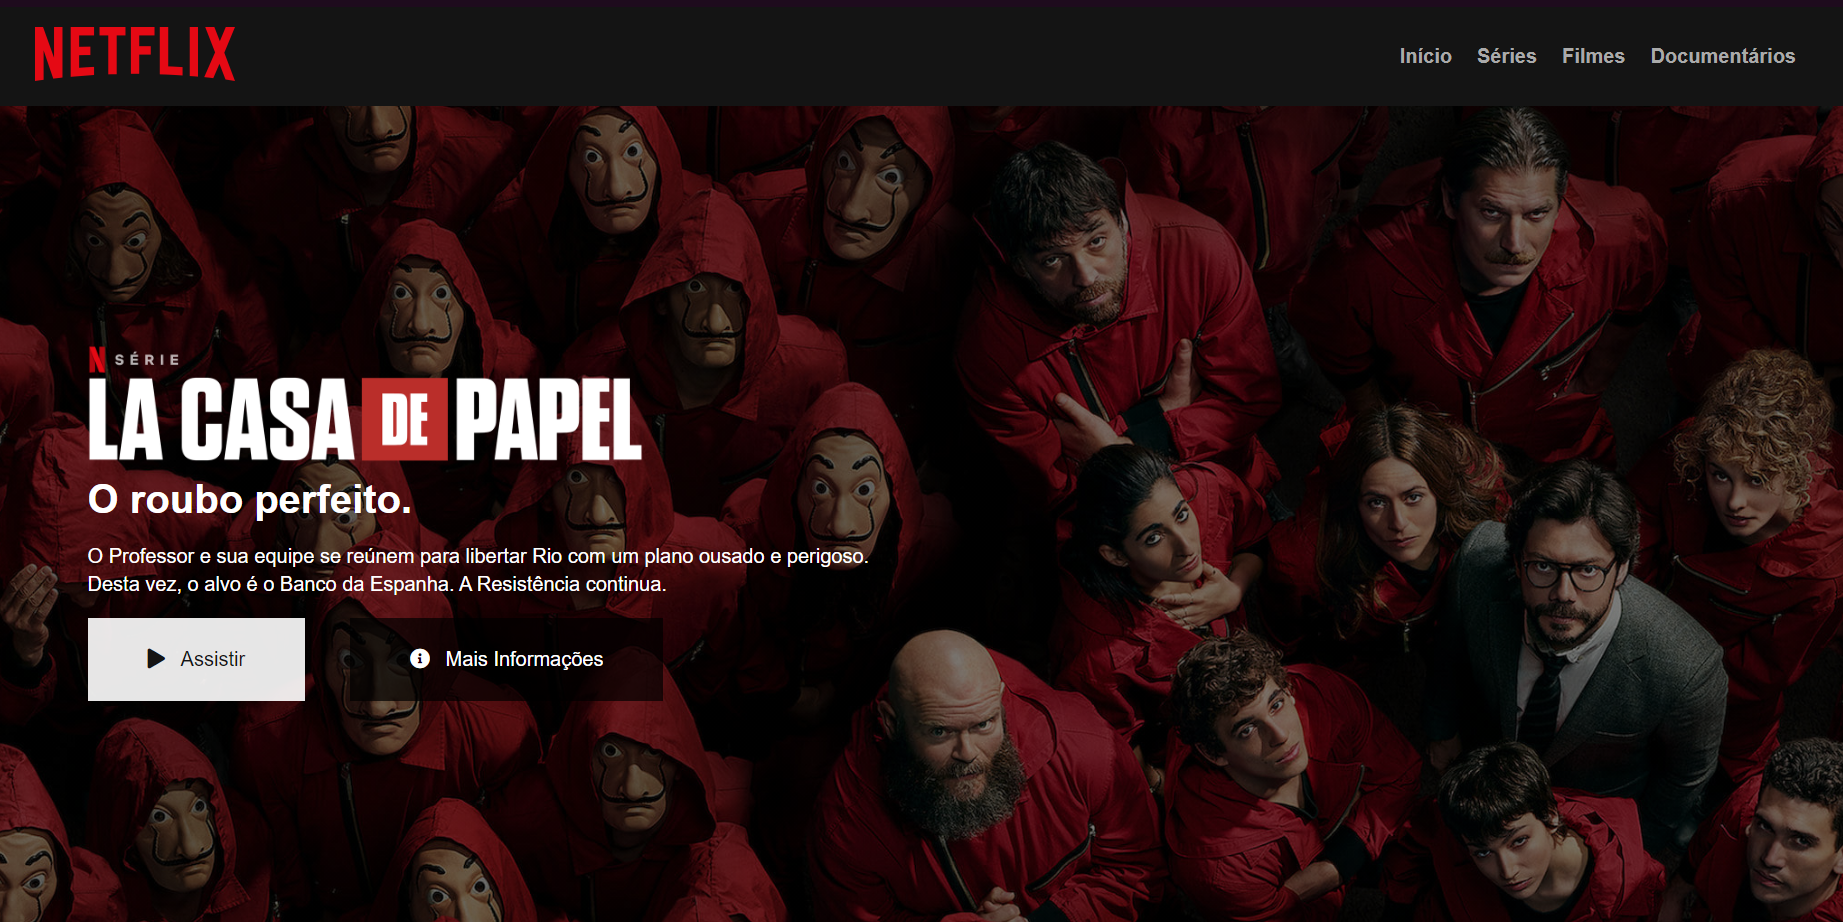 NETFLIX
Início Séries Filmes Documentários
N SÉRIE
LA CASA DE PAPEL
O roubo perfeito.
O Professor e sua equipe se reúnem para libertar Rio com um plano ousado e perigoso.
Desta vez, o alvo é o Banco da Espanha. A Resistência continua.
Assistir
Mais Informações